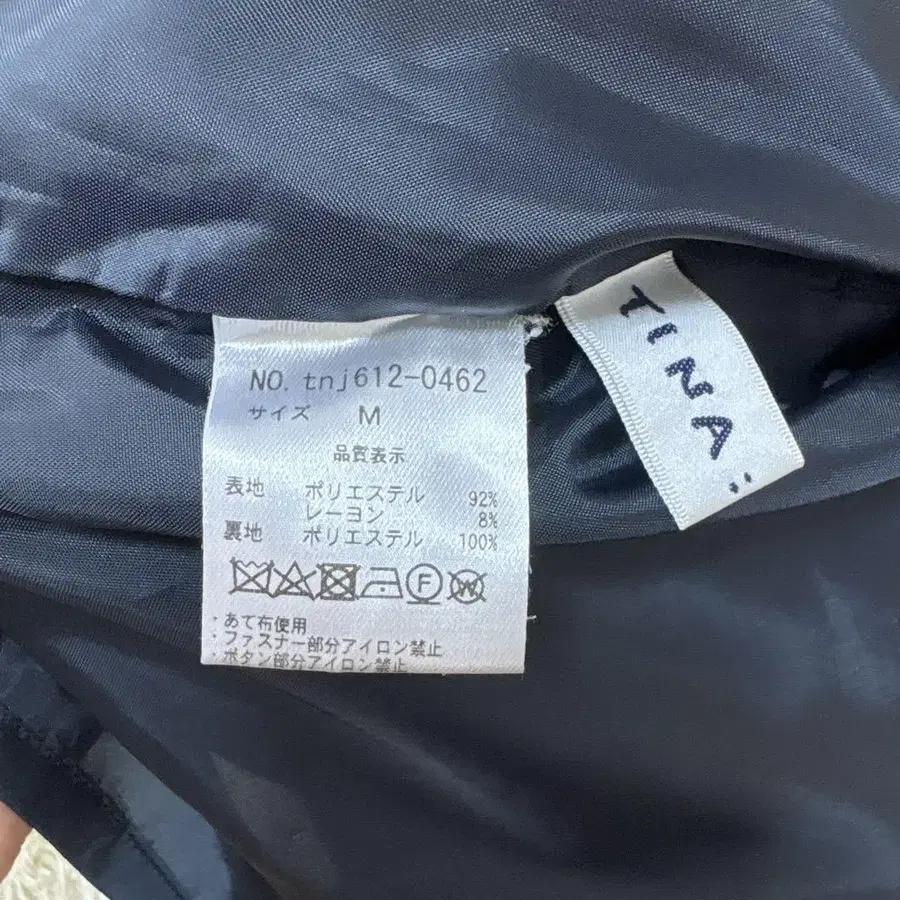 NO. tnj612-0462
サイズ M
品質表示
表地 ポリエステル 92%
レーヨン 8%
裏地 ポリエステル 100%
F W
・あて布使用
・ファスナー部分アイロン禁止
・ボタン部分アイロン禁止
TINA: